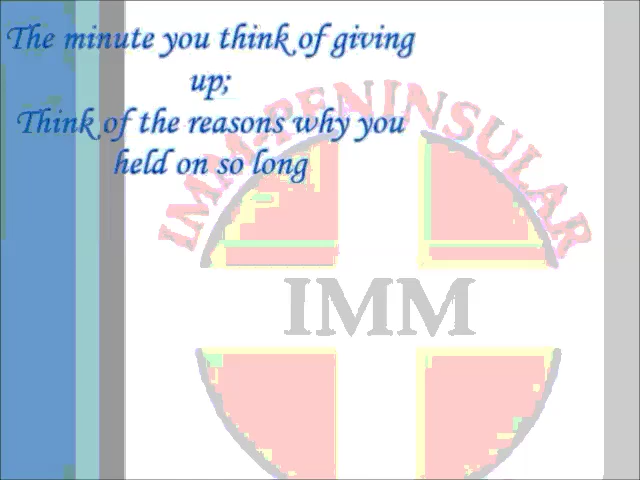 The minute you think of giving
up;
Think of the reasons why you
held on so long
IMM-PENINSULAR
IMM